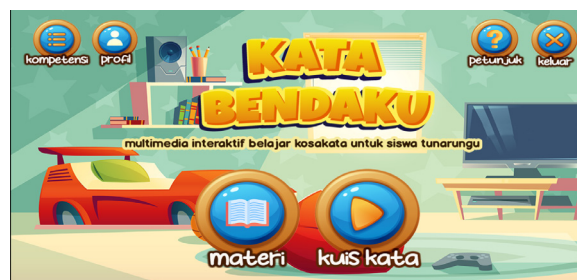 kompetensi
profil
petunjuk
keluar
KATA
BENDAKU
multimedia interaktif belajar kosakata untuk siswa tunarungu
materi
kuis kata